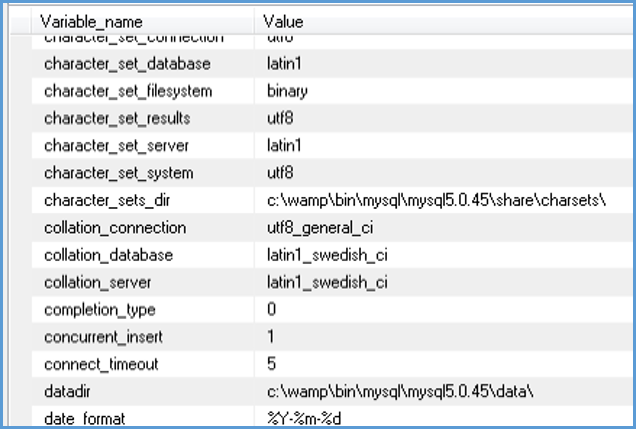 Variable_name Value
character_set_connection utf8
character_set_database latin1
character_set_filesystem binary
character_set_results utf8
character_set_server latin1
character_set_system utf8
character_sets_dir c:\wamp\bin\mysql\mysql5.0.45\share\charsets\
collation_connection utf8_general_ci
collation_database latin1_swedish_ci
collation_server latin1_swedish_ci
completion_type 0
concurrent_insert 1
connect_timeout 5
datadir c:\wamp\bin\mysql\mysql5.0.45\data\
date_format %Y-%m-%d